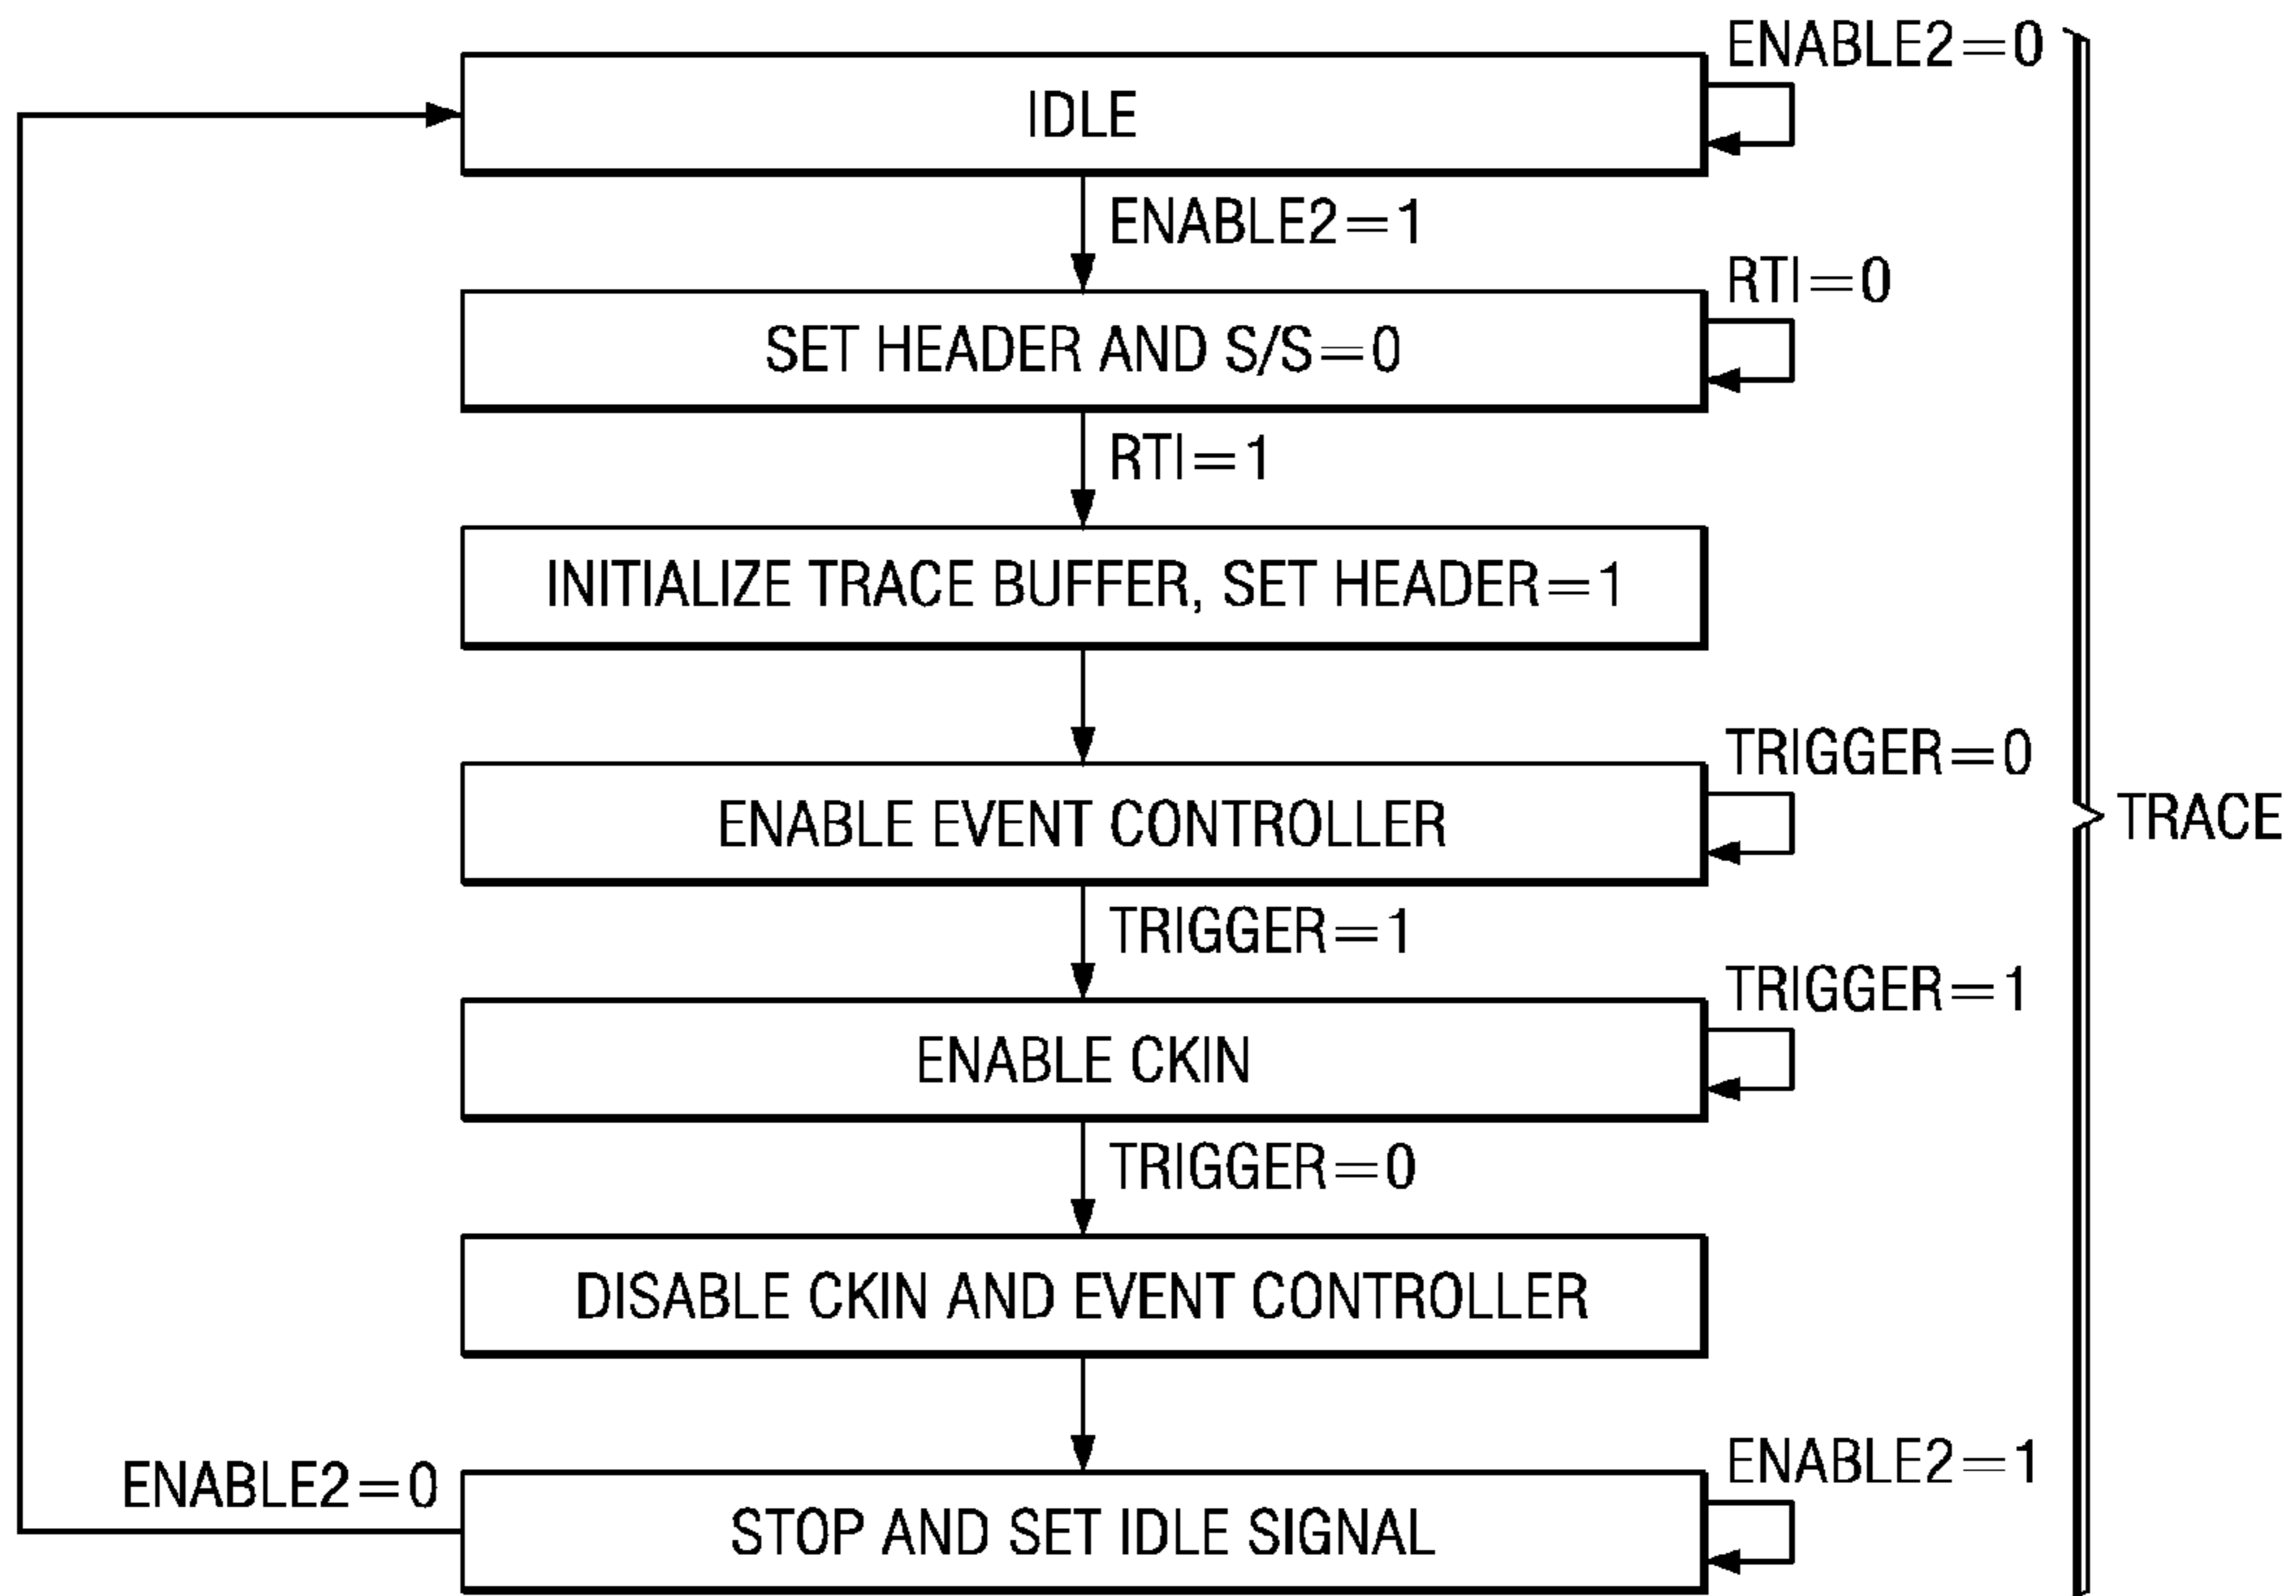 ENABLE2=0
IDLE
ENABLE2=1
RTI=0
SET HEADER AND S/S=0
RTI=1
INITIALIZE TRACE BUFFER, SET HEADER=1
TRIGGER=0
ENABLE EVENT CONTROLLER
TRACE
TRIGGER=1
TRIGGER=1
ENABLE CKIN
TRIGGER=0
DISABLE CKIN AND EVENT CONTROLLER
ENABLE2=0
ENABLE2=1
STOP AND SET IDLE SIGNAL